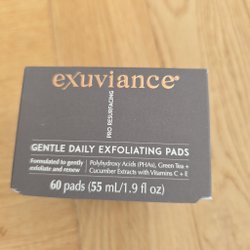 exuviance®
PRO RESURFACING
GENTLE DAILY EXFOLIATING PADS
Formulated to gently
exfoliate and renew
Polyhydroxy Acids (PHAs), Green Tea +
Cucumber Extracts with Vitamins C + E
60 pads (55 mL/1.9 fl oz)